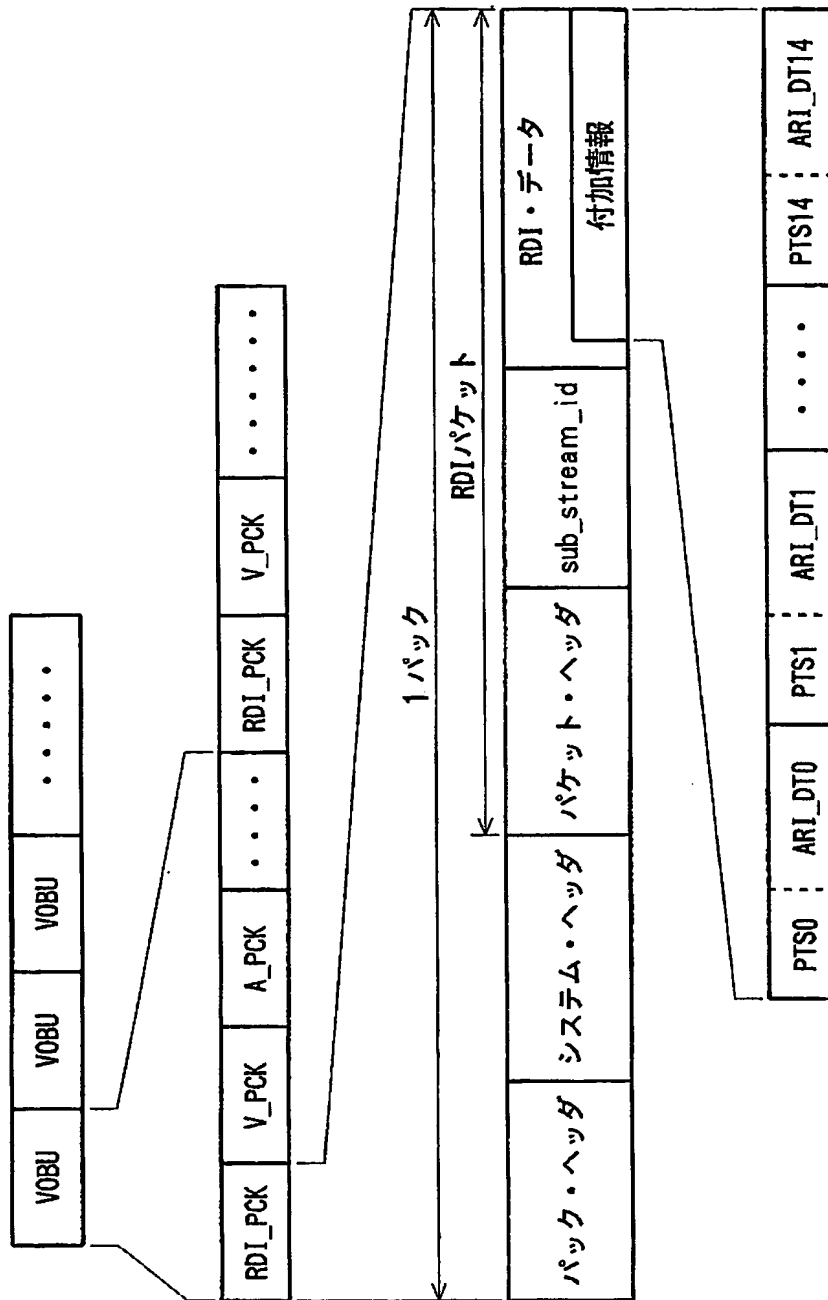 VOBU VOBU VOBU ・・・・・・
RDI_PCK V_PCK A_PCK ・・・・・ RDI_PCK V_PCK ・・・・・・・
1パック
RDIパケット
パック・ヘッダ システム・ヘッダ パケット・ヘッダ sub_stream_id RDI・データ
付加情報
PTS0 ARI_DT0 PTS1 ARI_DT1 ・・・・ PTS14 ARI_DT14